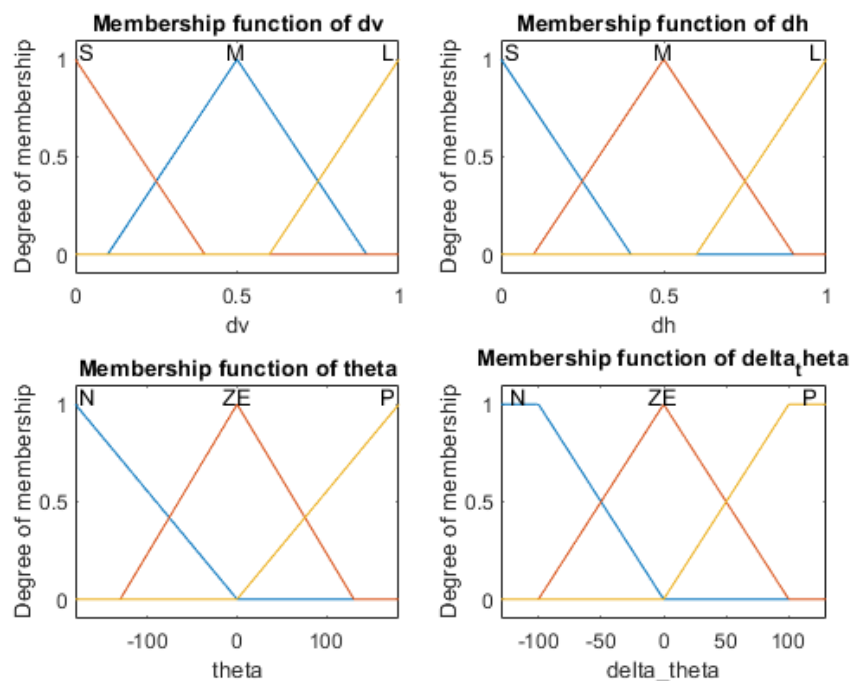 Membership function of dv
S M L
Degree of membership
1
0.5
0
0 0.5 1
dv
Membership function of dh
S M L
Degree of membership
1
0.5
0
0 0.5 1
dh
Membership function of theta
N ZE P
Degree of membership
1
0.5
0
-100 0 100
theta
Membership function of delta_theta
N ZE P
Degree of membership
1
0.5
0
-100 -50 0 50 100
delta_theta